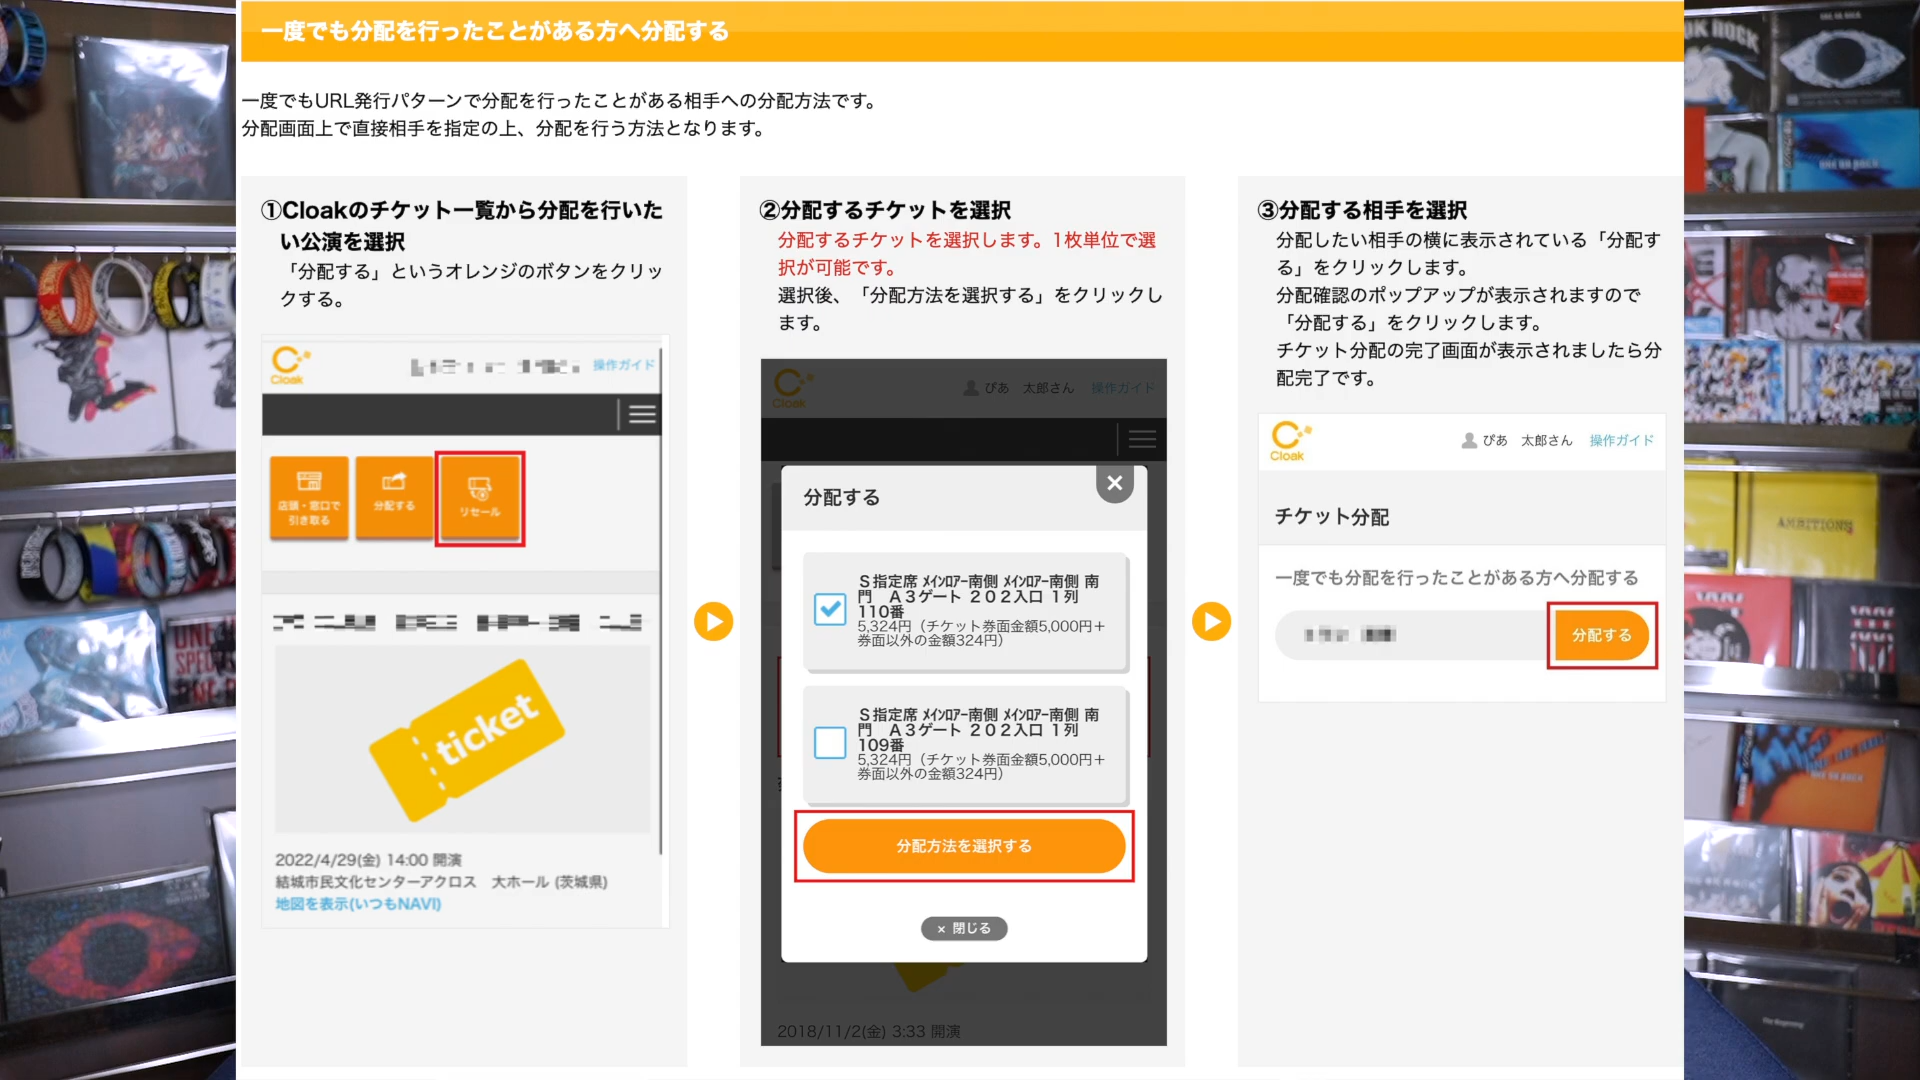 一度でも分配を行ったことがある方へ分配する
一度でもURL発行パターンで分配を行ったことがある相手への分配方法です。
分配画面上で直接相手を指定の上、分配を行う方法となります。
①Cloakのチケット一覧から分配を行いた
い公演を選択
「分配する」というオレンジのボタンをクリッ
クする。
Cloak
操作ガイド
店頭・窓口で
引き取る
分配する
リセール
ticket
2022/4/29(金) 14:00 開演
結城市民文化センターアクロス 大ホール (茨城県)
地図を表示(いつもNAVI)
②分配するチケットを選択
分配するチケットを選択します。1枚単位で選
択が可能です。
選択後、「分配方法を選択する」をクリックし
ます。
Cloak
ぴあ 太郎さん 操作ガイド
分配する
S指定席 ﾒｲﾝﾛｱｰ南側 ﾒｲﾝﾛｱｰ南側 南
門 A3ゲート 202入口 1列
110番
5,324円（チケット券面金額5,000円＋
券面以外の金額324円）
S指定席 ﾒｲﾝﾛｱｰ南側 ﾒｲﾝﾛｱｰ南側 南
門 A3ゲート 202入口 1列
109番
5,324円（チケット券面金額5,000円＋
券面以外の金額324円）
分配方法を選択する
× 閉じる
2018/11/2(金) 3:33 開演
③分配する相手を選択
分配したい相手の横に表示されている「分配す
る」をクリックします。
分配確認のポップアップが表示されますので
「分配する」をクリックします。
チケット分配の完了画面が表示されましたら分
配完了です。
Cloak
ぴあ 太郎さん 操作ガイド
チケット分配
一度でも分配を行ったことがある方へ分配する
分配する
AMBITIONS